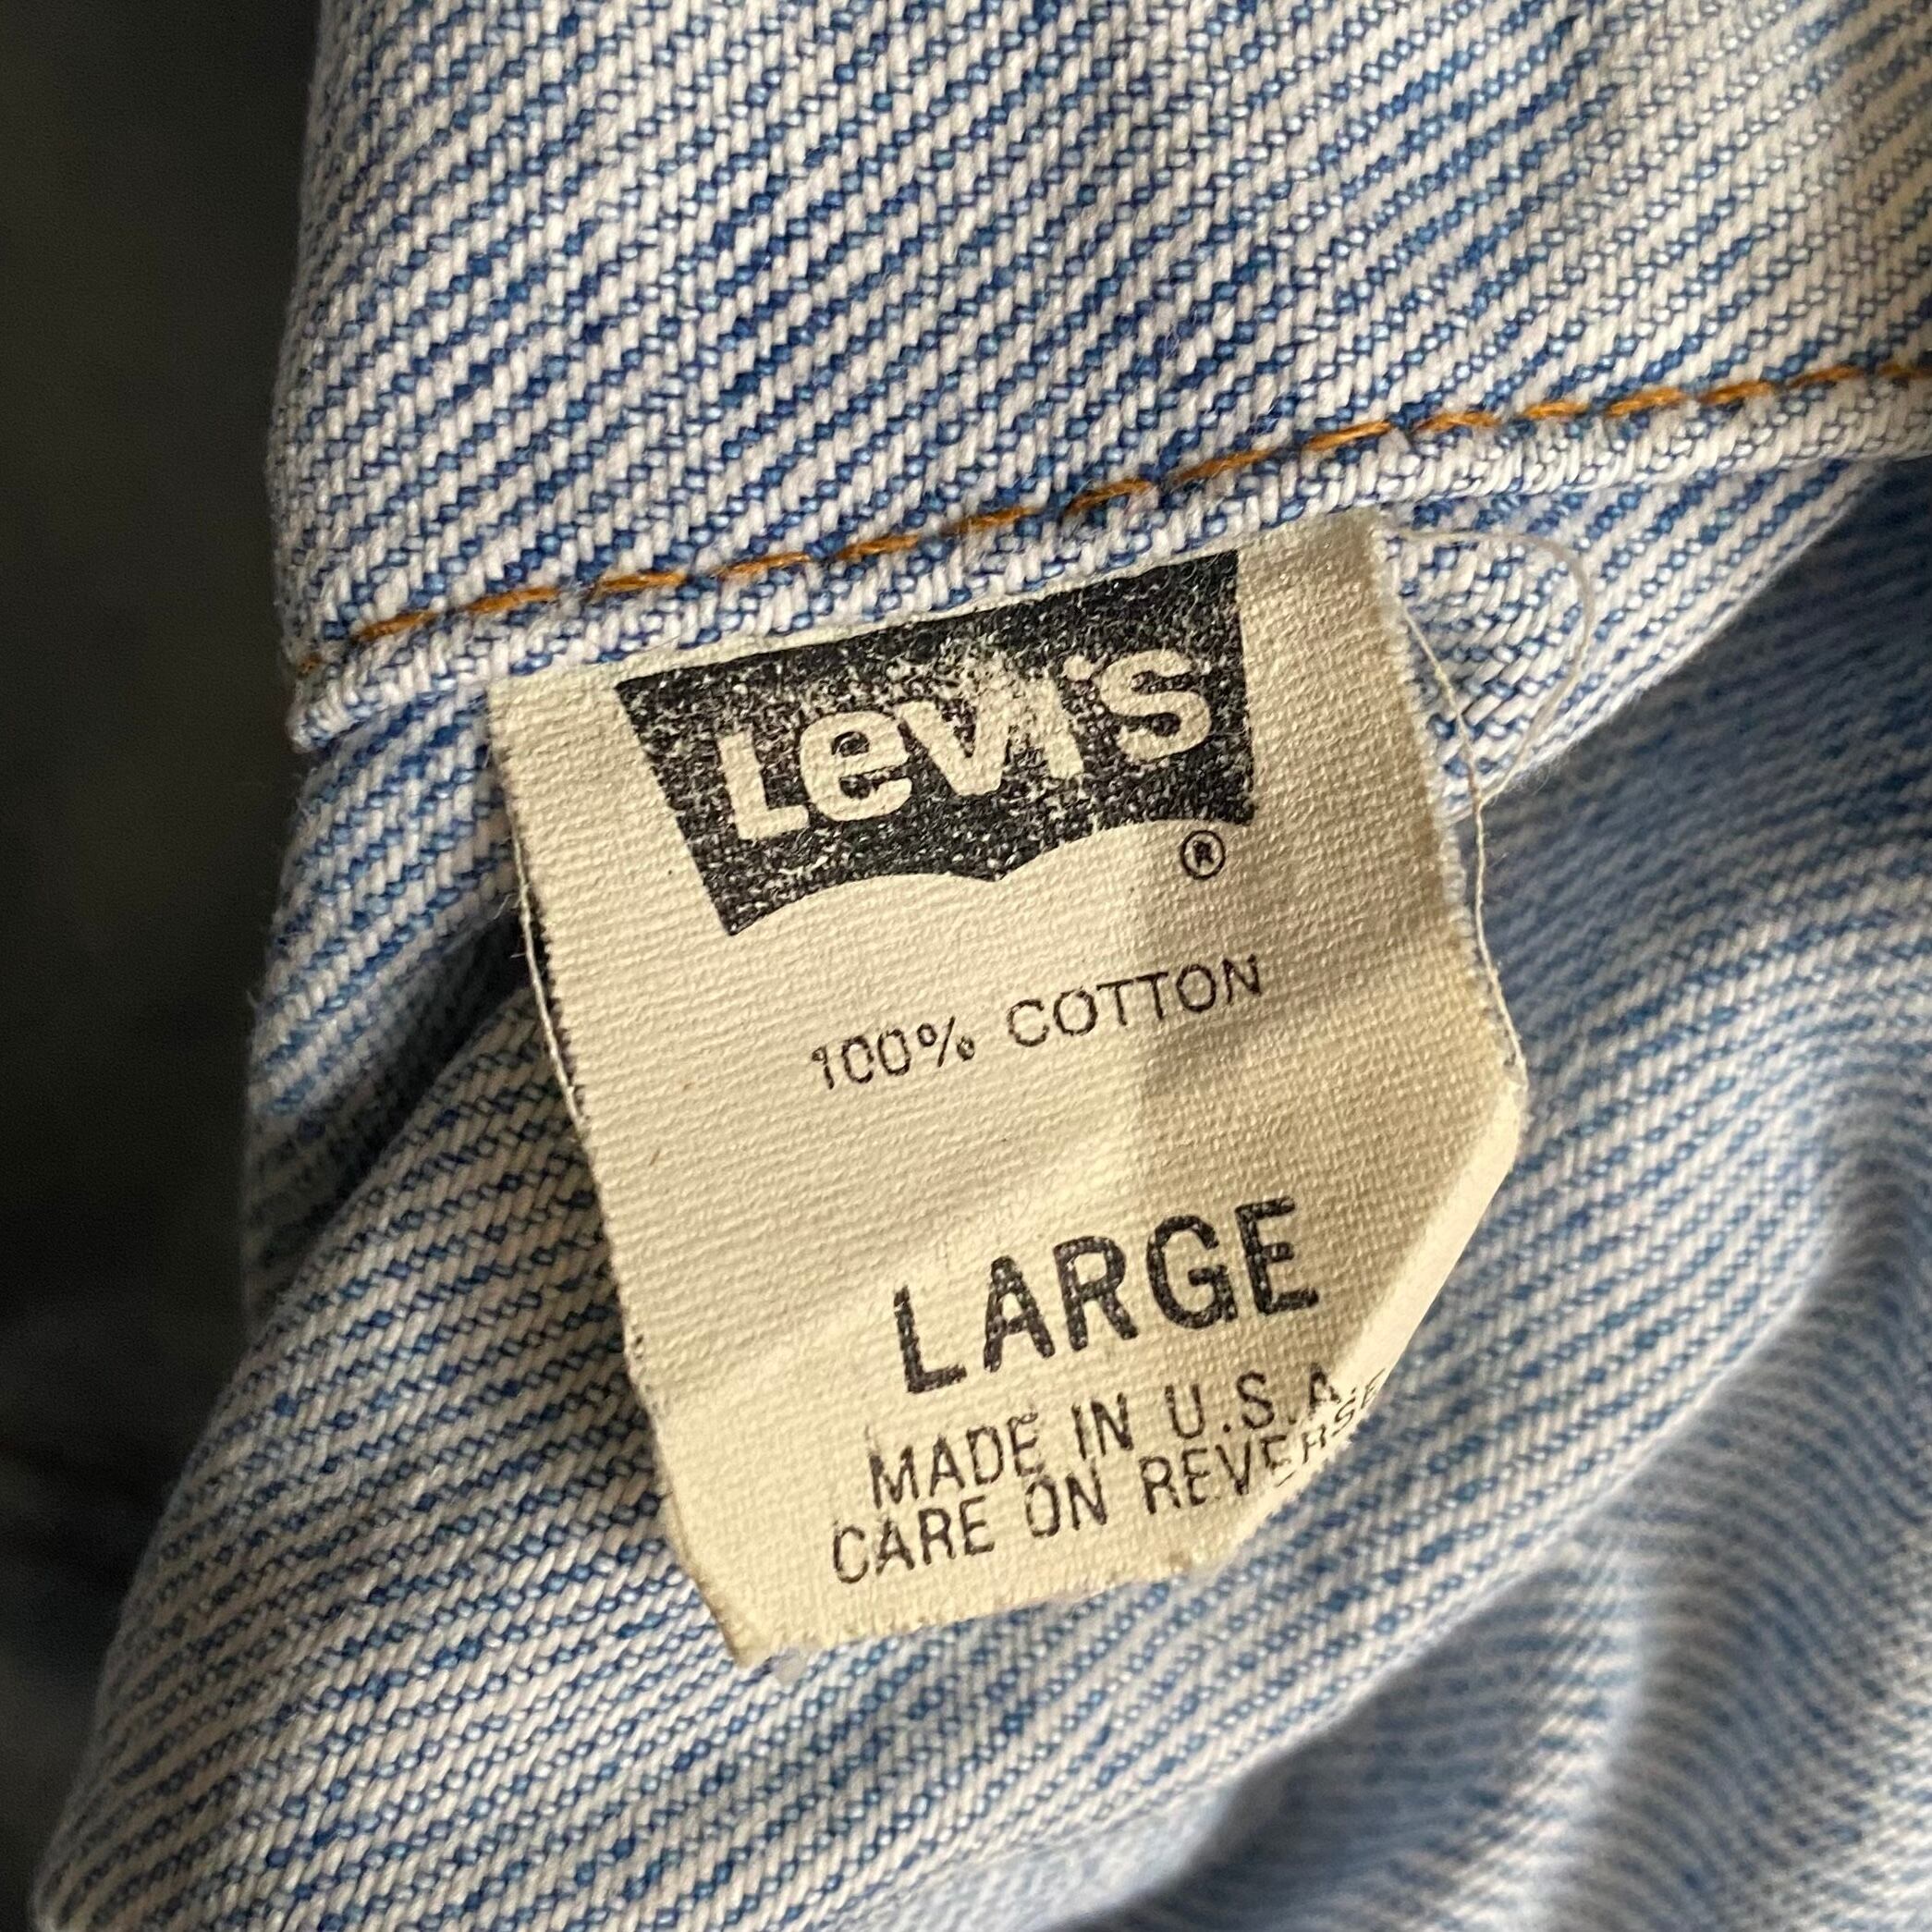 Levi's
®
100% COTTON
LARGE
MADE IN U.S.A.
CARE ON REVERSE